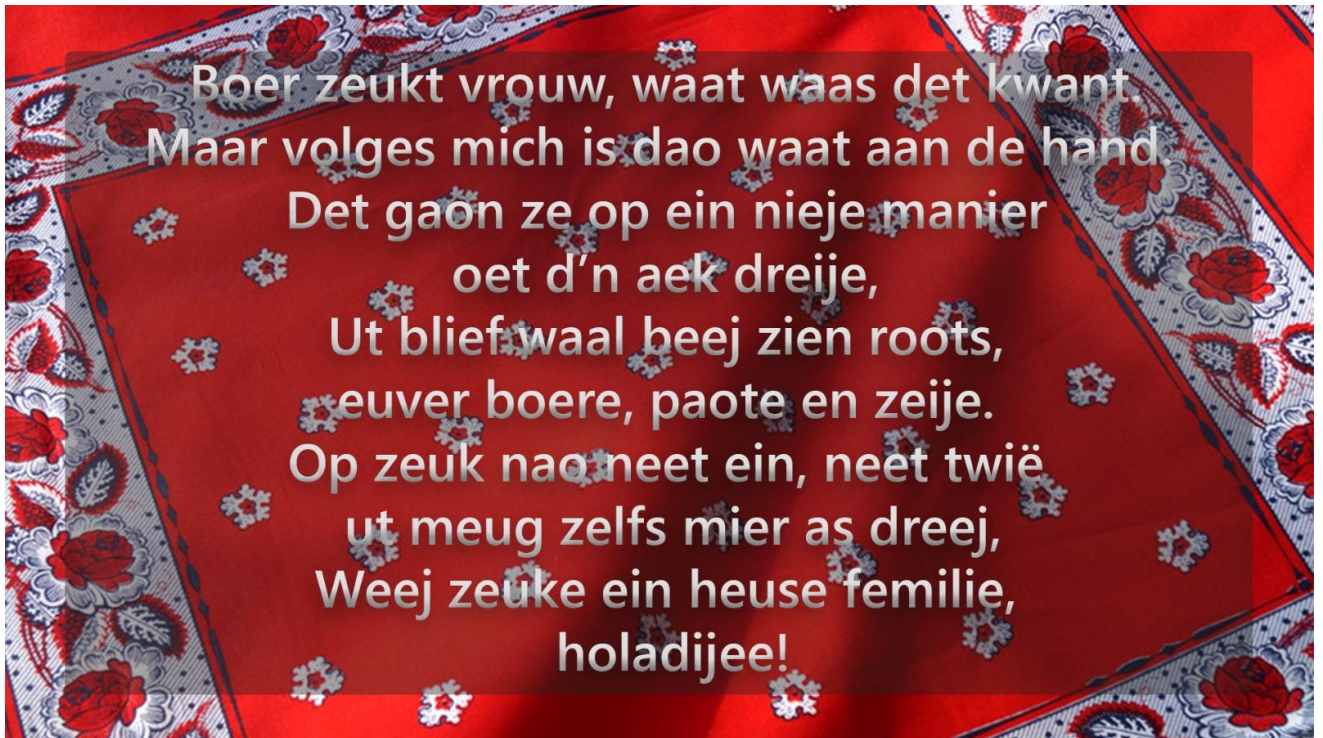 Boer zeukt vrouw, waat waas det kwant.
Maar volges mich is dao waat aan de hand.
Det gaon ze op ein nieje manier
oet d’n aek dreije,
Ut blief waal beej zien roots,
euver boere, paote en zeije.
Op zeuk nao neet ein, neet twië
ut meug zelfs mier as dreej,
Weej zeuke ein heuse femilie,
holadijee!